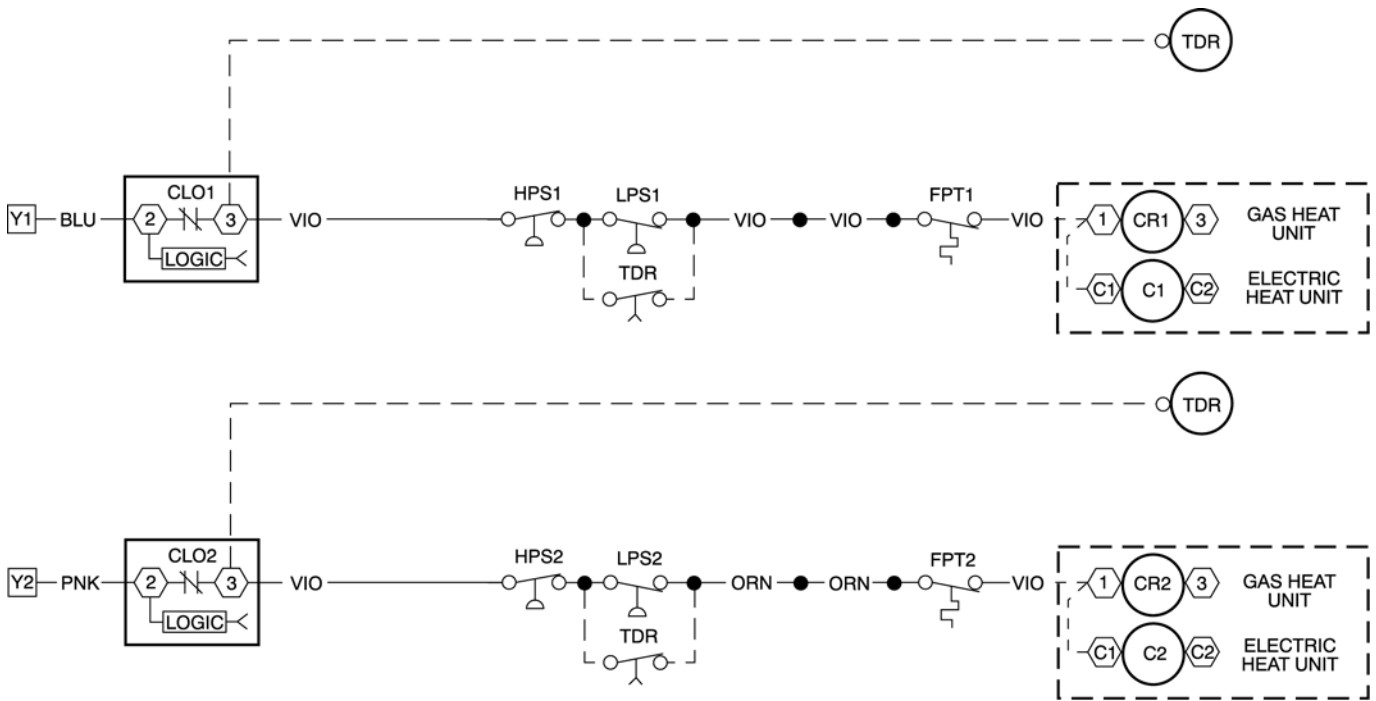 TDR
CLO1
HPS1
LPS1
FPT1
Y1
BLU
2
3
VIO
VIO
VIO
VIO
1
CR1
3
GAS HEAT
UNIT
LOGIC
TDR
C1
C1
C2
ELECTRIC
HEAT UNIT
TDR
CLO2
HPS2
LPS2
FPT2
Y2
PNK
2
3
VIO
ORN
ORN
VIO
1
CR2
3
GAS HEAT
UNIT
LOGIC
TDR
C1
C2
C2
ELECTRIC
HEAT UNIT